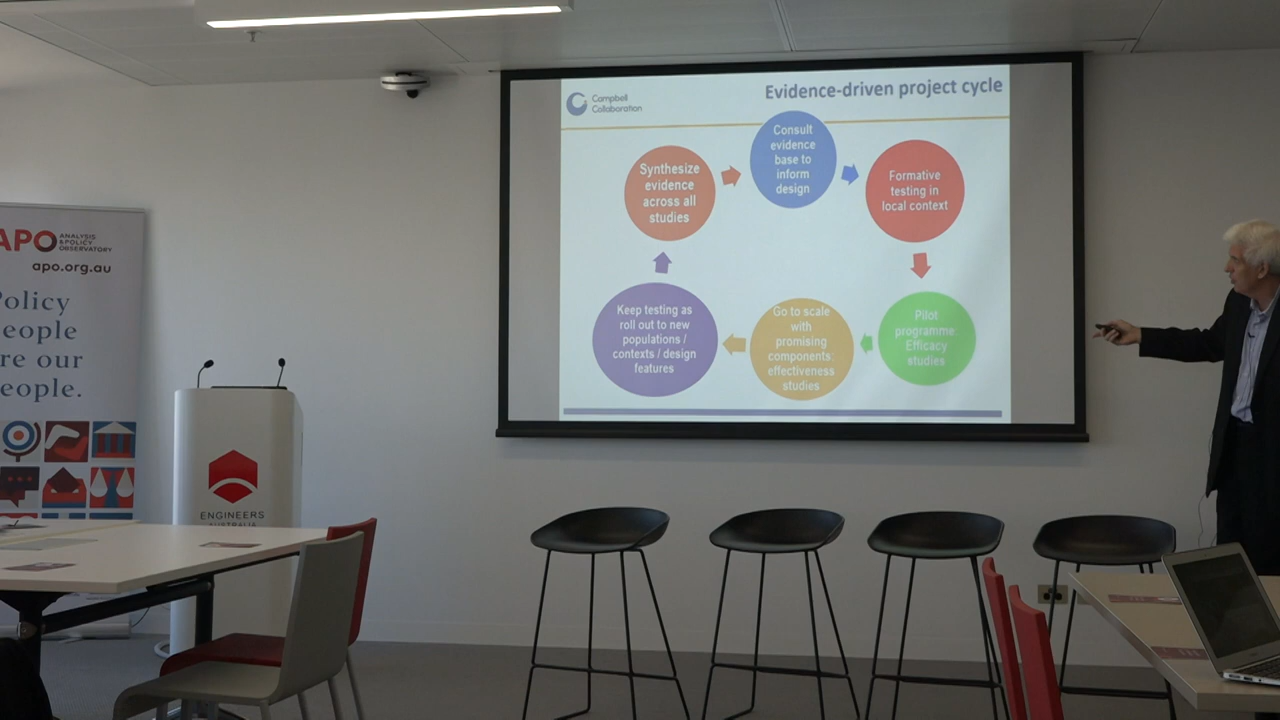 APO ANALYSIS
& POLICY
OBSERVATORY
apo.org.au
Policy
eople
re our
eople.
ENGINEERS
AUSTRALIA
Campbell
Collaboration
Evidence-driven project cycle
Synthesize
evidence
across all
studies
Consult
evidence
base to
inform
design
Formative
testing in
local context
Keep testing as
roll out to new
populations /
contexts / design
features
Go to scale
with
promising
components:
effectiveness
studies
Pilot
programme:
Efficacy
studies